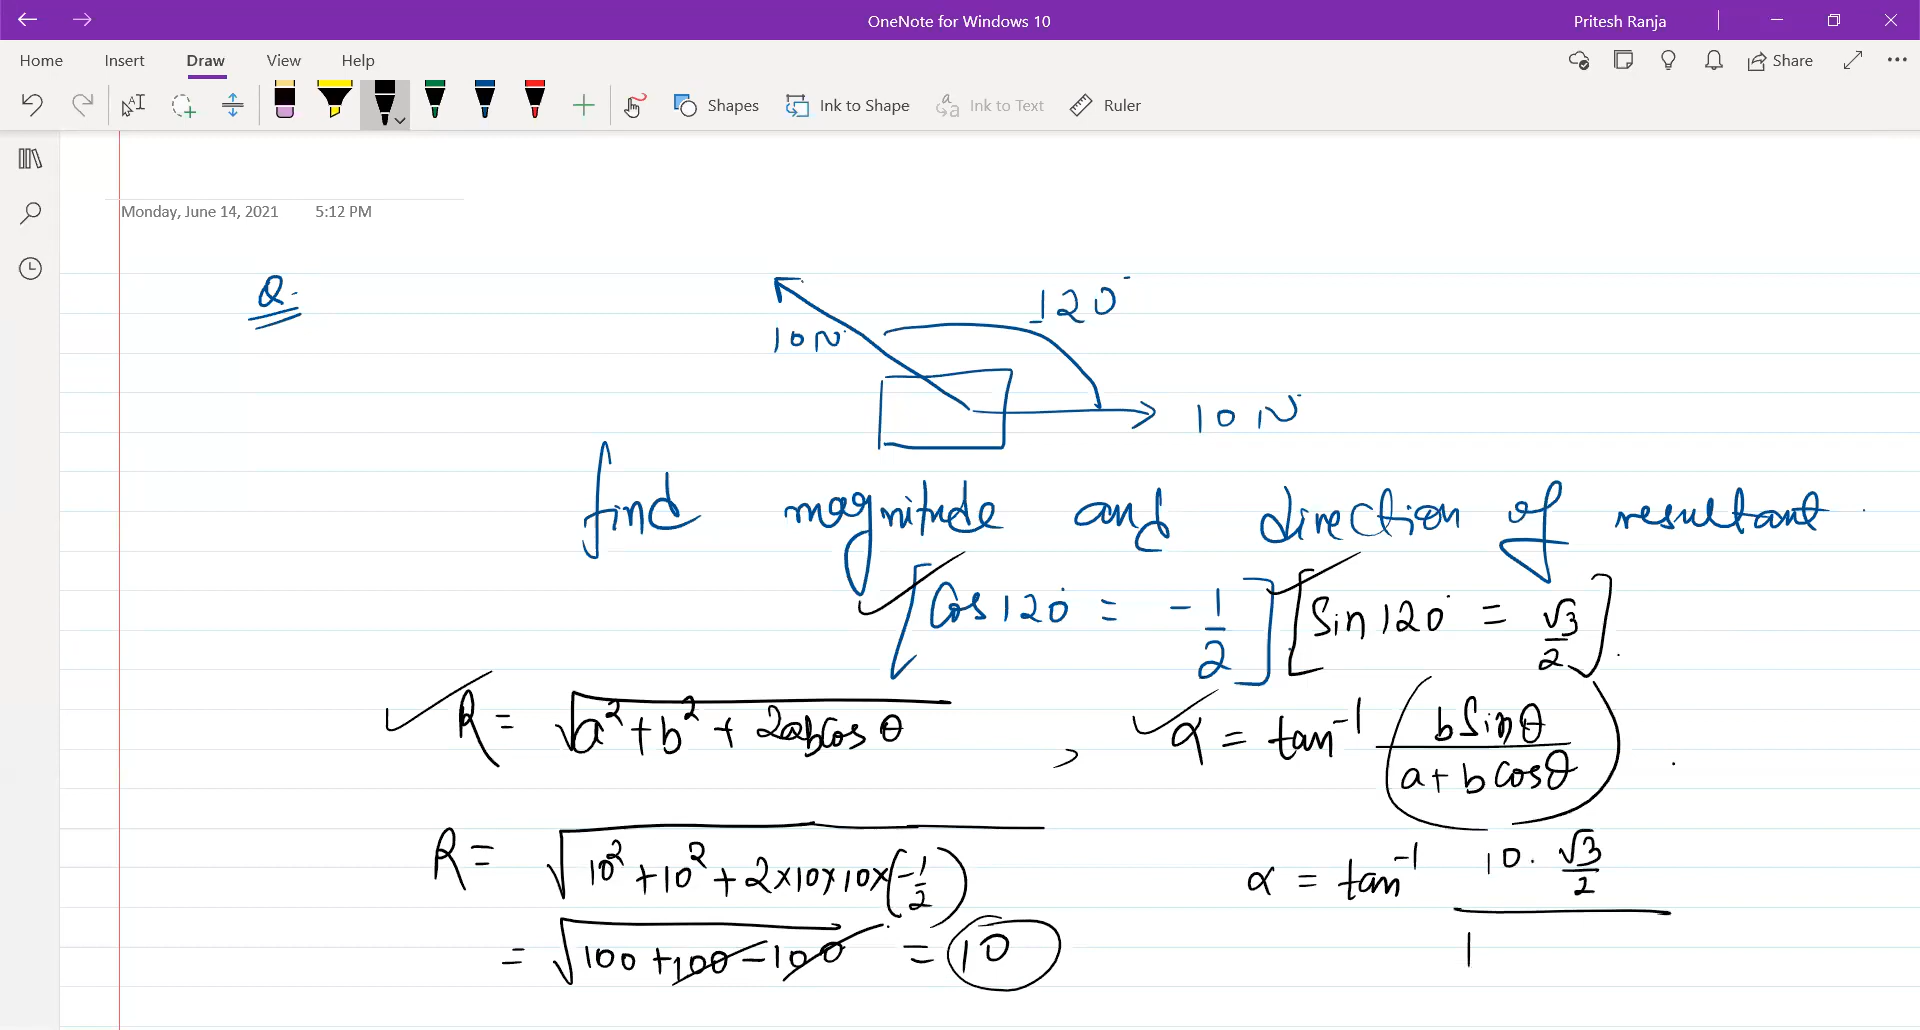 OneNote for Windows 10
Pritesh Ranja
Home Insert Draw View Help
Share
Shapes Ink to Shape Ink to Text Ruler
Monday, June 14, 2021 5:12 PM
Q.
120°
10 N
10 N
find magnitude and direction of resultant.
[Cos 120° = -1/2] [Sin 120° = √3/2].
R = √(a² + b² + 2ab cos θ) , α = tan⁻¹ (b Sin θ / a + b Cos θ) .
R = √(10² + 10² + 2×10×10×(-1/2))
α = tan⁻¹ 10 · √3/2
= √(100 + 100 - 100) = 10
1